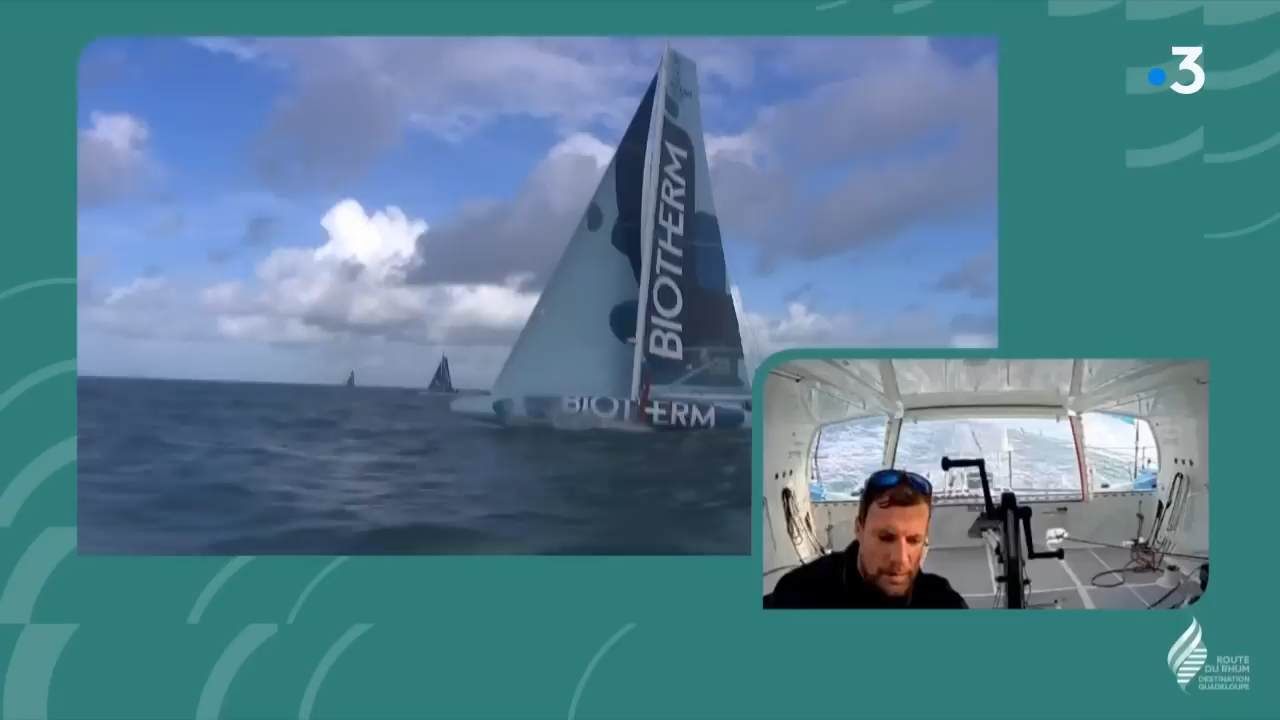 3
BIOTHERM
BIOTHERM
ROUTE
DU RHUM
DESTINATION
GUADELOUPE